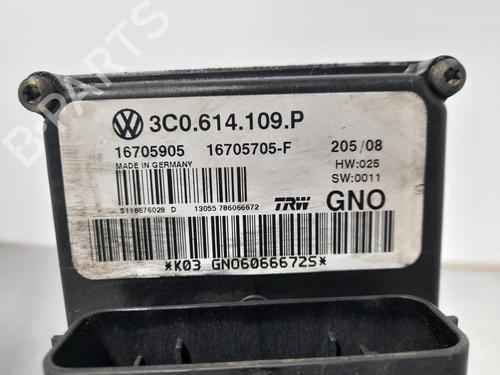 3C0.614.109.P
16705905 16705705-F 205/08
MADE IN GERMANY HW:025
SW:0011
S118676028 D 13055 786066672 TRW GNO
*K03 GNO6066672S*
B-Parts